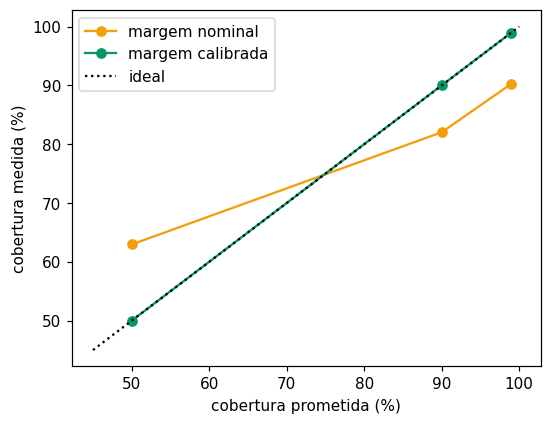 margem nominal
margem calibrada
ideal
cobertura medida (%)
100
90
80
70
60
50
50
60
70
80
90
100
cobertura prometida (%)